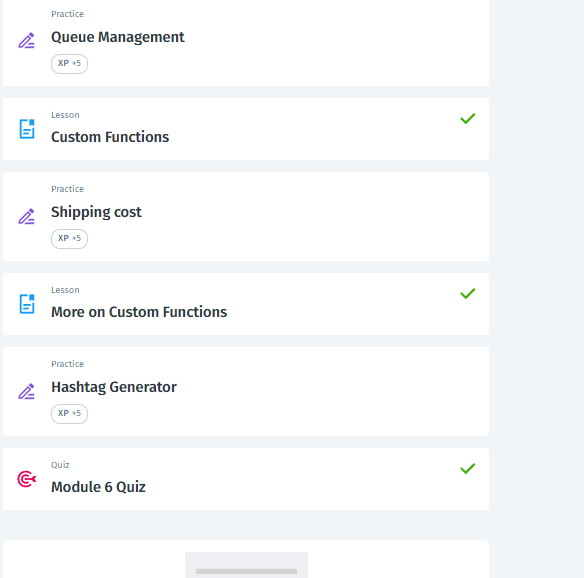 Practice
Queue Management
XP +5
Lesson
Custom Functions
Practice
Shipping cost
XP +5
Lesson
More on Custom Functions
Practice
Hashtag Generator
XP +5
Quiz
Module 6 Quiz